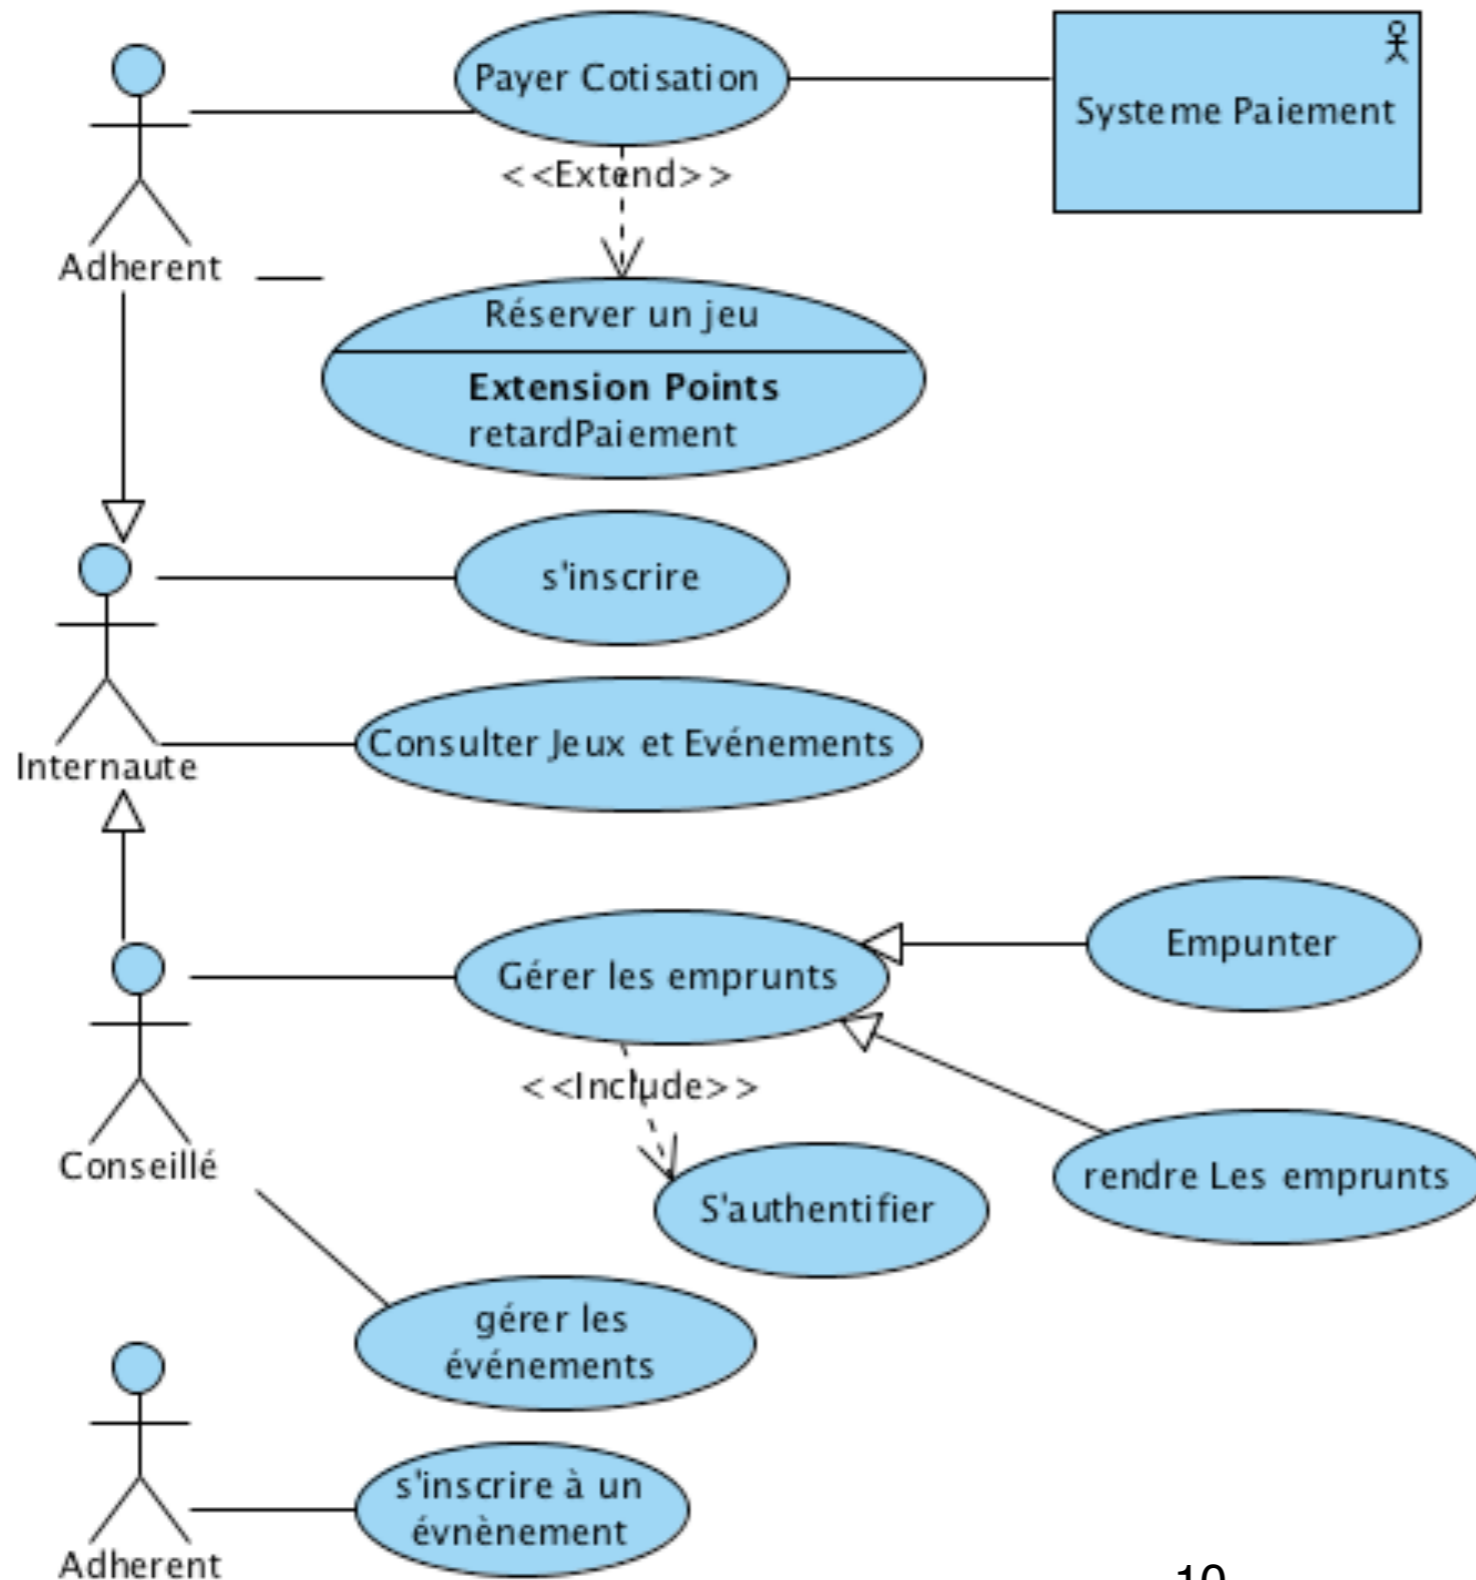 Payer Cotisation
Systeme Paiement
<<Extend>>
Adherent
Réserver un jeu
Extension Points
retardPaiement
s'inscrire
Consulter Jeux et Evénements
Internaute
Empunter
Gérer les emprunts
<<Include>>
Conseillé
rendre Les emprunts
S'authentifier
gérer les
événements
s'inscrire à un
évnènement
Adherent
10